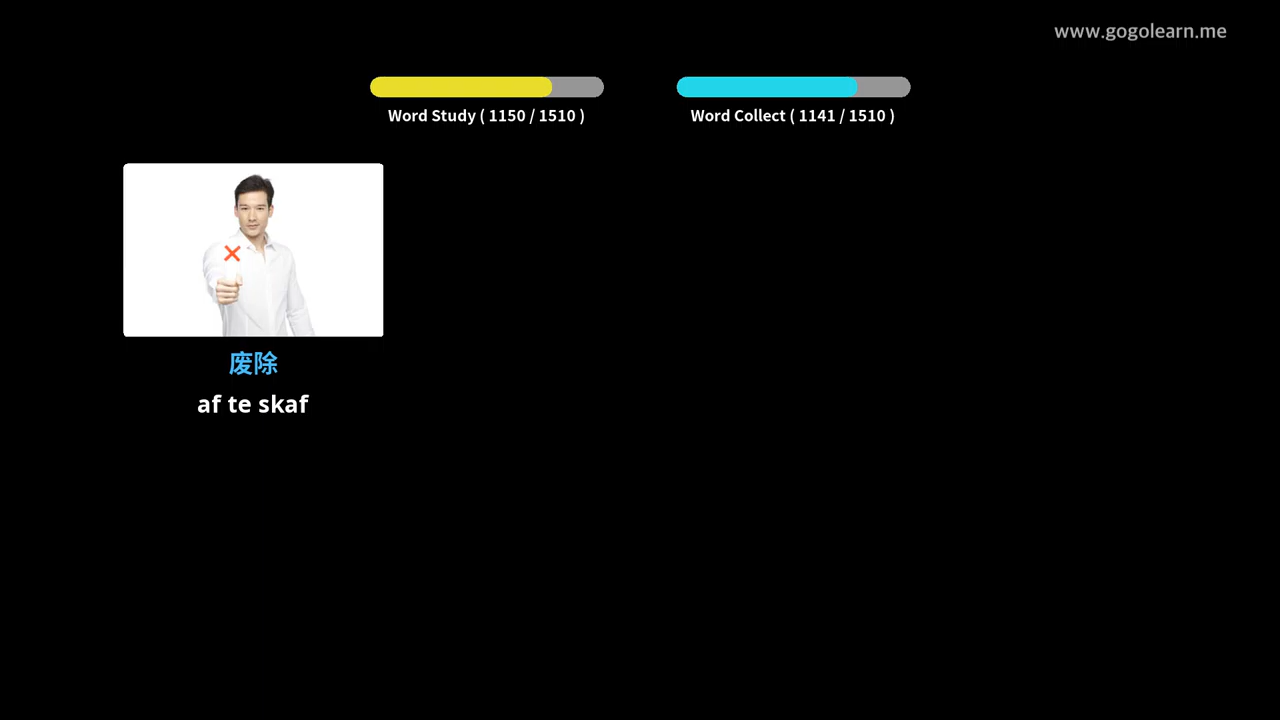 www.gogolearn.me
Word Study ( 1150 / 1510 )
Word Collect ( 1141 / 1510 )
废除
af te skaf